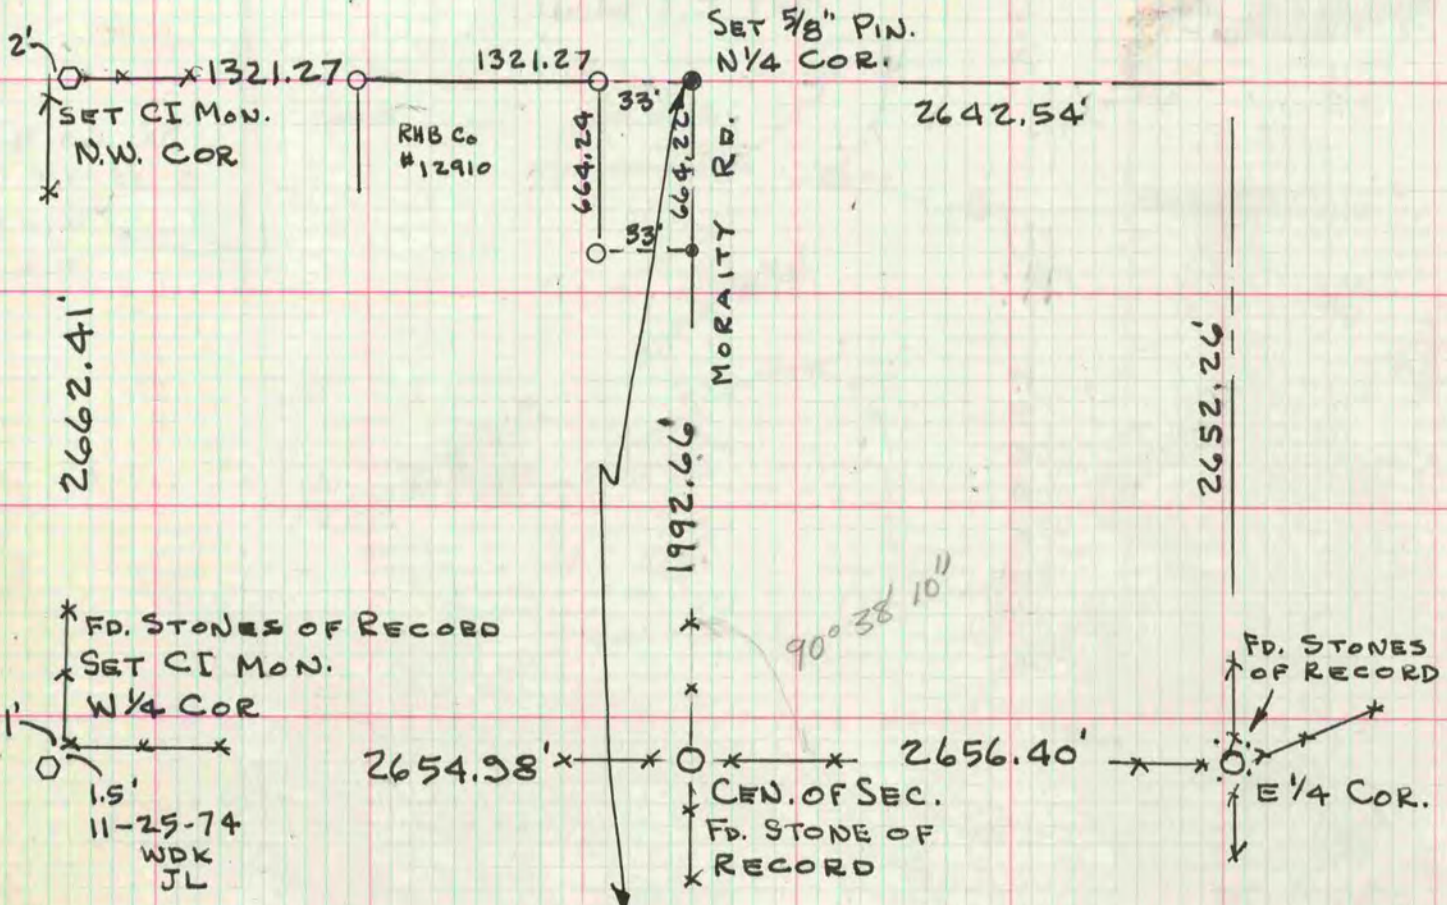 2'
1321.27
SET CI MON.
N.W. COR
RHB Co
#12910
1321.27
33'
SET 5/8" PIN.
N 1/4 COR.
2642.54'
664.24
664.22
33'
MORAITY RD.
2662.41'
1992.66'
2652.26'
90° 38' 10"
FD. STONES OF RECORD
SET CI MON.
W 1/4 COR
1'
1.5'
11-25-74
WDK
JL
2654.98'
CEN. OF SEC.
FD. STONE OF
RECORD
2656.40'
FD. STONES
OF RECORD
E 1/4 COR.